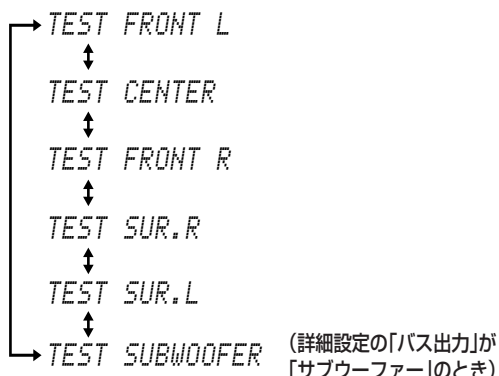 TEST FRONT L
TEST CENTER
TEST FRONT R
TEST SUR.R
TEST SUR.L
TEST SUBWOOFER
(詳細設定の「バス出力」が
「サブウーファー」のとき)